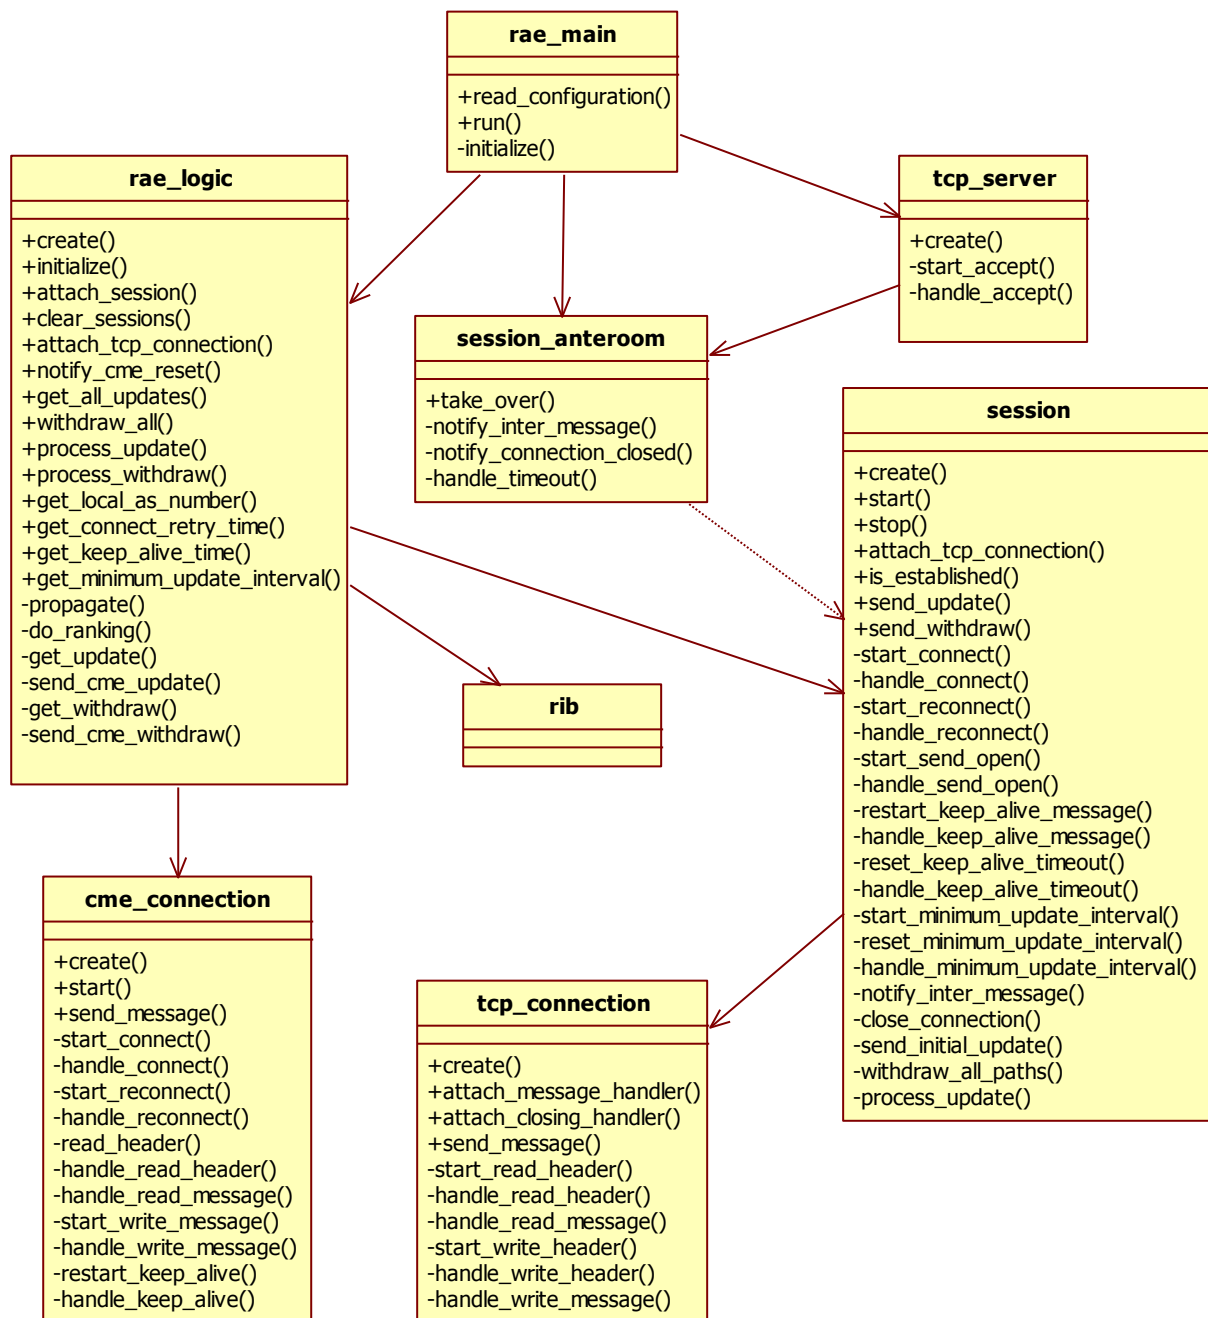 rae_main
+read_configuration()
+run()
-initialize()
rae_logic
+create()
+initialize()
+attach_session()
+clear_sessions()
+attach_tcp_connection()
+notify_cme_reset()
+get_all_updates()
+withdraw_all()
+process_update()
+process_withdraw()
+get_local_as_number()
+get_connect_retry_time()
+get_keep_alive_time()
+get_minimum_update_interval()
-propagate()
-do_ranking()
-get_update()
-send_cme_update()
-get_withdraw()
-send_cme_withdraw()
tcp_server
+create()
-start_accept()
-handle_accept()
session_anteroom
+take_over()
-notify_inter_message()
-notify_connection_closed()
-handle_timeout()
session
+create()
+start()
+stop()
+attach_tcp_connection()
+is_established()
+send_update()
+send_withdraw()
-start_connect()
-handle_connect()
-start_reconnect()
-handle_reconnect()
-start_send_open()
-handle_send_open()
-restart_keep_alive_message()
-handle_keep_alive_message()
-reset_keep_alive_timeout()
-handle_keep_alive_timeout()
-start_minimum_update_interval()
-reset_minimum_update_interval()
-handle_minimum_update_interval()
-notify_inter_message()
-close_connection()
-send_initial_update()
-withdraw_all_paths()
-process_update()
rib
cme_connection
+create()
+start()
+send_message()
-start_connect()
-handle_connect()
-start_reconnect()
-handle_reconnect()
-read_header()
-handle_read_header()
-handle_read_message()
-start_write_message()
-handle_write_message()
-restart_keep_alive()
-handle_keep_alive()
tcp_connection
+create()
+attach_message_handler()
+attach_closing_handler()
+send_message()
-start_read_header()
-handle_read_header()
-handle_read_message()
-start_write_header()
-handle_write_header()
-handle_write_message()